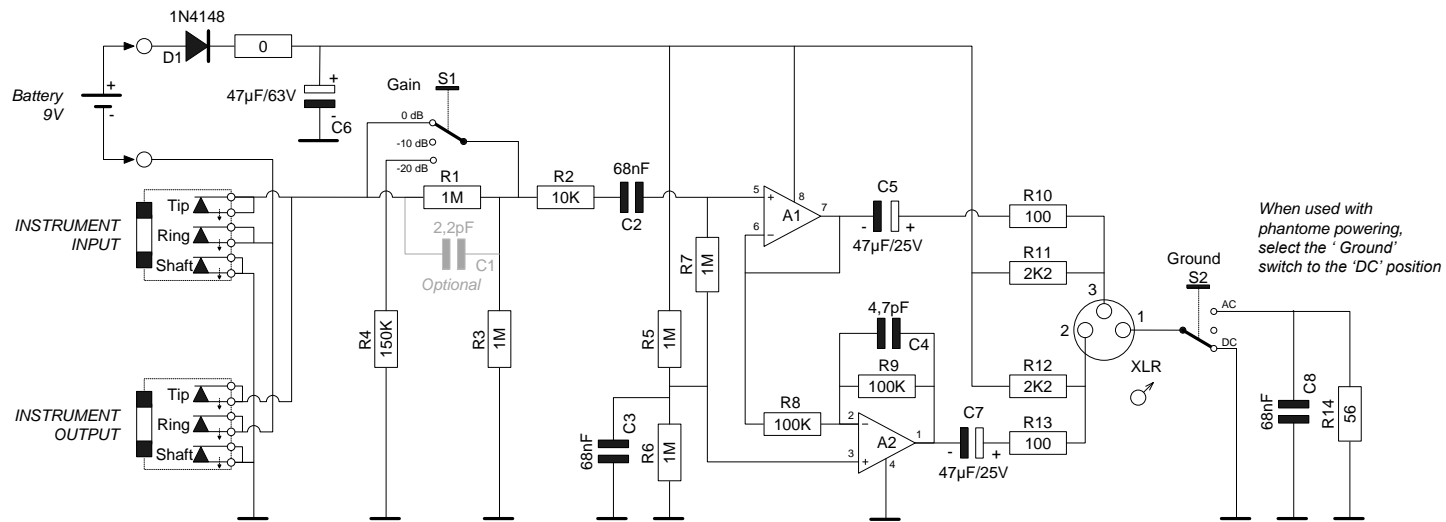 1N4148
D1
0
Battery
9V
+
-
47µF/63V
+
-
C6
Gain
S1
0 dB
-10 dB
-20 dB
R1
1M
R2
10K
68nF
C2
2,2pF
C1
Optional
R4
150K
R3
1M
R5
1M
R7
1M
68nF
C3
R6
1M
INSTRUMENT
INPUT
Tip
Ring
Shaft
INSTRUMENT
OUTPUT
Tip
Ring
Shaft
5
+
6
−
A1
8
7
C5
-
+
47µF/25V
R10
100
R11
2K2
4,7pF
C4
R9
100K
R8
100K
2
−
3
+
A2
1
4
C7
-
+
47µF/25V
R12
2K2
R13
100
3
2
1
XLR
Ground
S2
AC
DC
When used with
phantome powering,
select the ‘ Ground’
switch to the ‘DC’ position
68nF
C8
R14
56